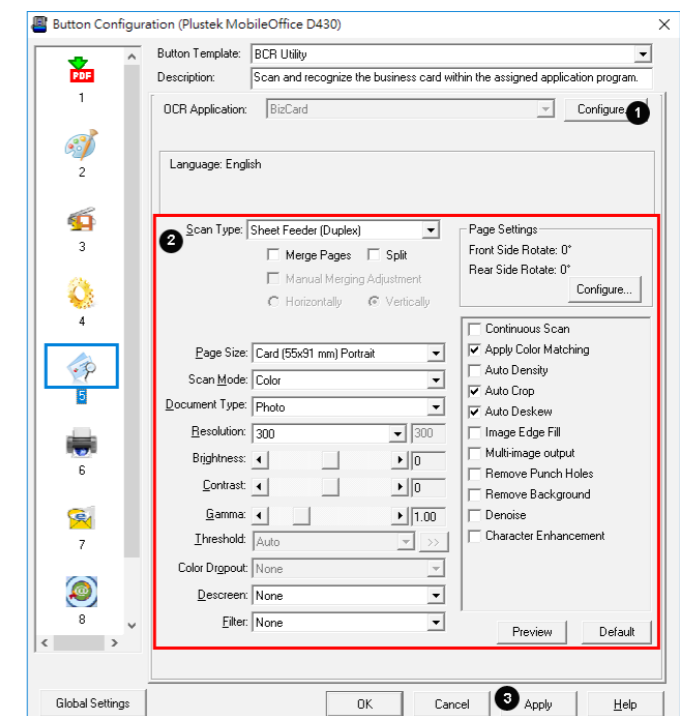 Button Configuration (Plustek MobileOffice D430)
Button Template: BCR Utility
Description: Scan and recognize the business card within the assigned application program.
PDF
1
OCR Application: BizCard
Configure...
1
2
Language: English
3
2
Scan Type: Sheet Feeder (Duplex)
Merge Pages Split
Manual Merging Adjustment
Horizontally Vertically
Page Settings
Front Side Rotate: 0°
Rear Side Rotate: 0°
Configure...
4
Page Size: Card (55x91 mm) Portrait
Scan Mode: Color
Document Type: Photo
Resolution: 300 300
Brightness: 0
Contrast: 0
Gamma: 1.00
Threshold: Auto >>
Color Dropout: None
Descreen: None
Filter: None
Continuous Scan
Apply Color Matching
Auto Density
Auto Crop
Auto Deskew
Image Edge Fill
Multi-image output
Remove Punch Holes
Remove Background
Denoise
Character Enhancement
5
6
7
8
Preview Default
Global Settings
OK Cancel 3 Apply Help